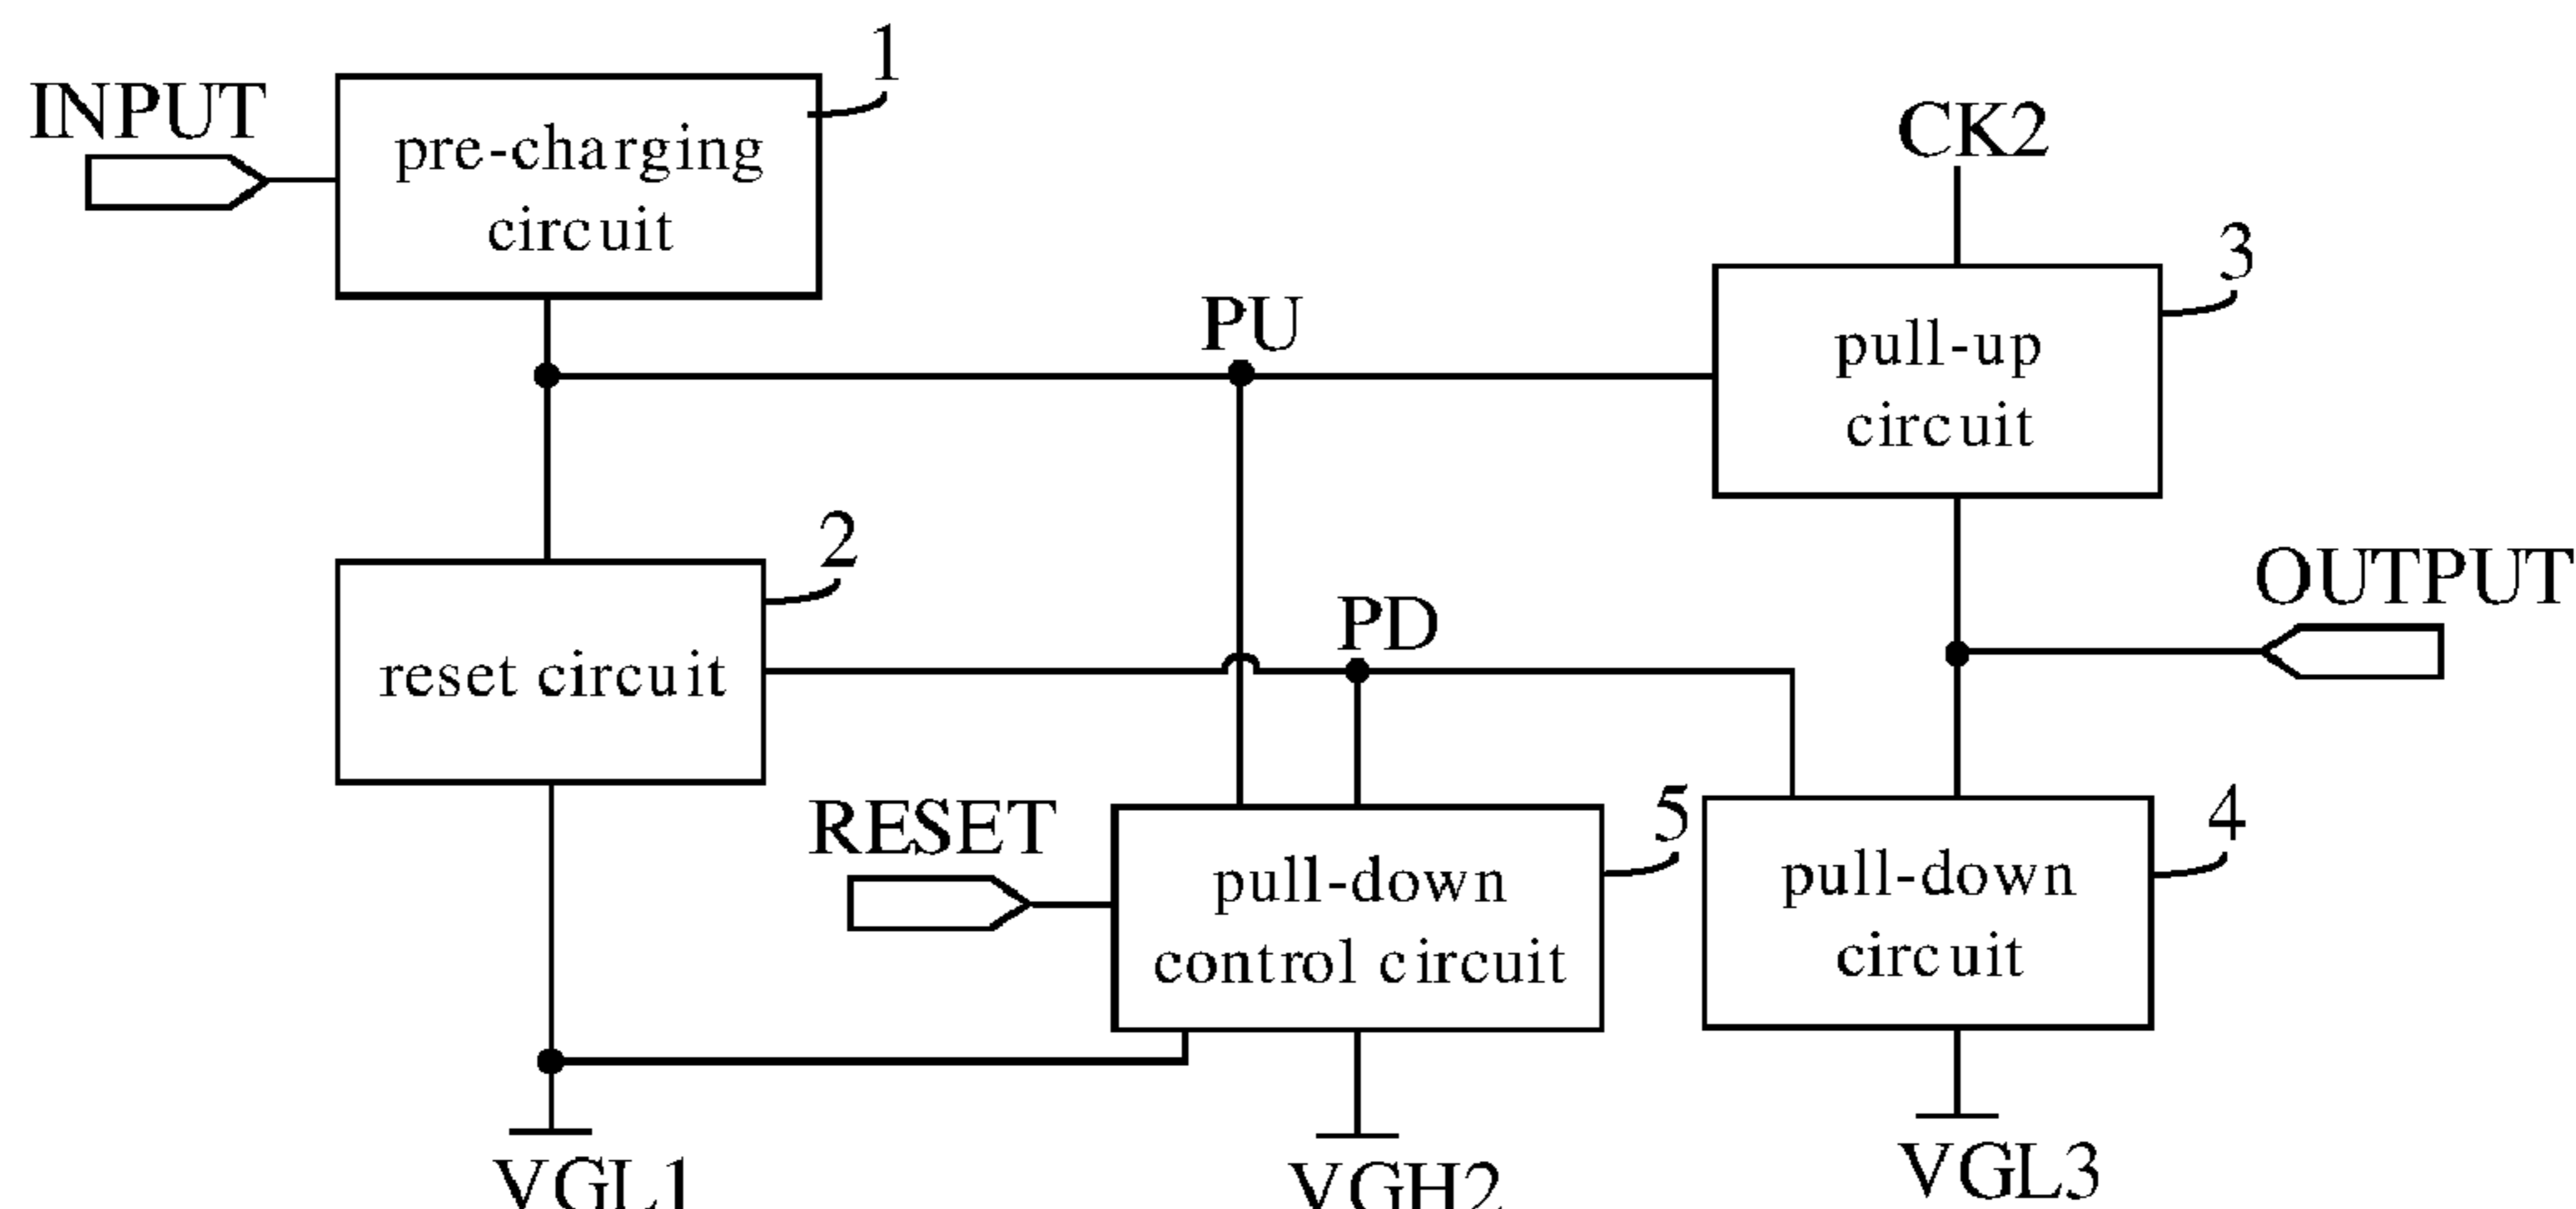 1
INPUT
pre-charging
circuit
CK2
3
PU
pull-up
circuit
2
OUTPUT
PD
reset circuit
RESET
5
4
pull-down
control circuit
pull-down
circuit
VGL1
VGH2
VGL3